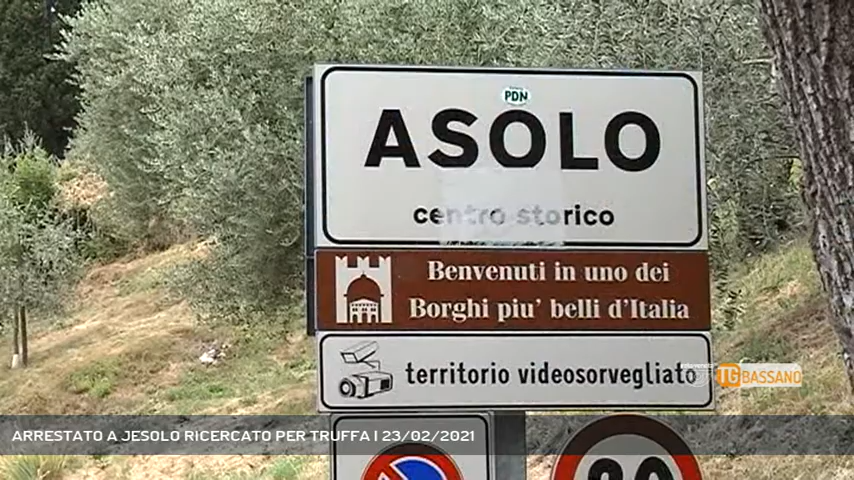 PDN
ASOLO
centro storico
Benvenuti in uno dei
Borghi piu' belli d'Italia
territorio videosorvegliato
TG BASSANO
ARRESTATO A JESOLO RICERCATO PER TRUFFA | 23/02/2021